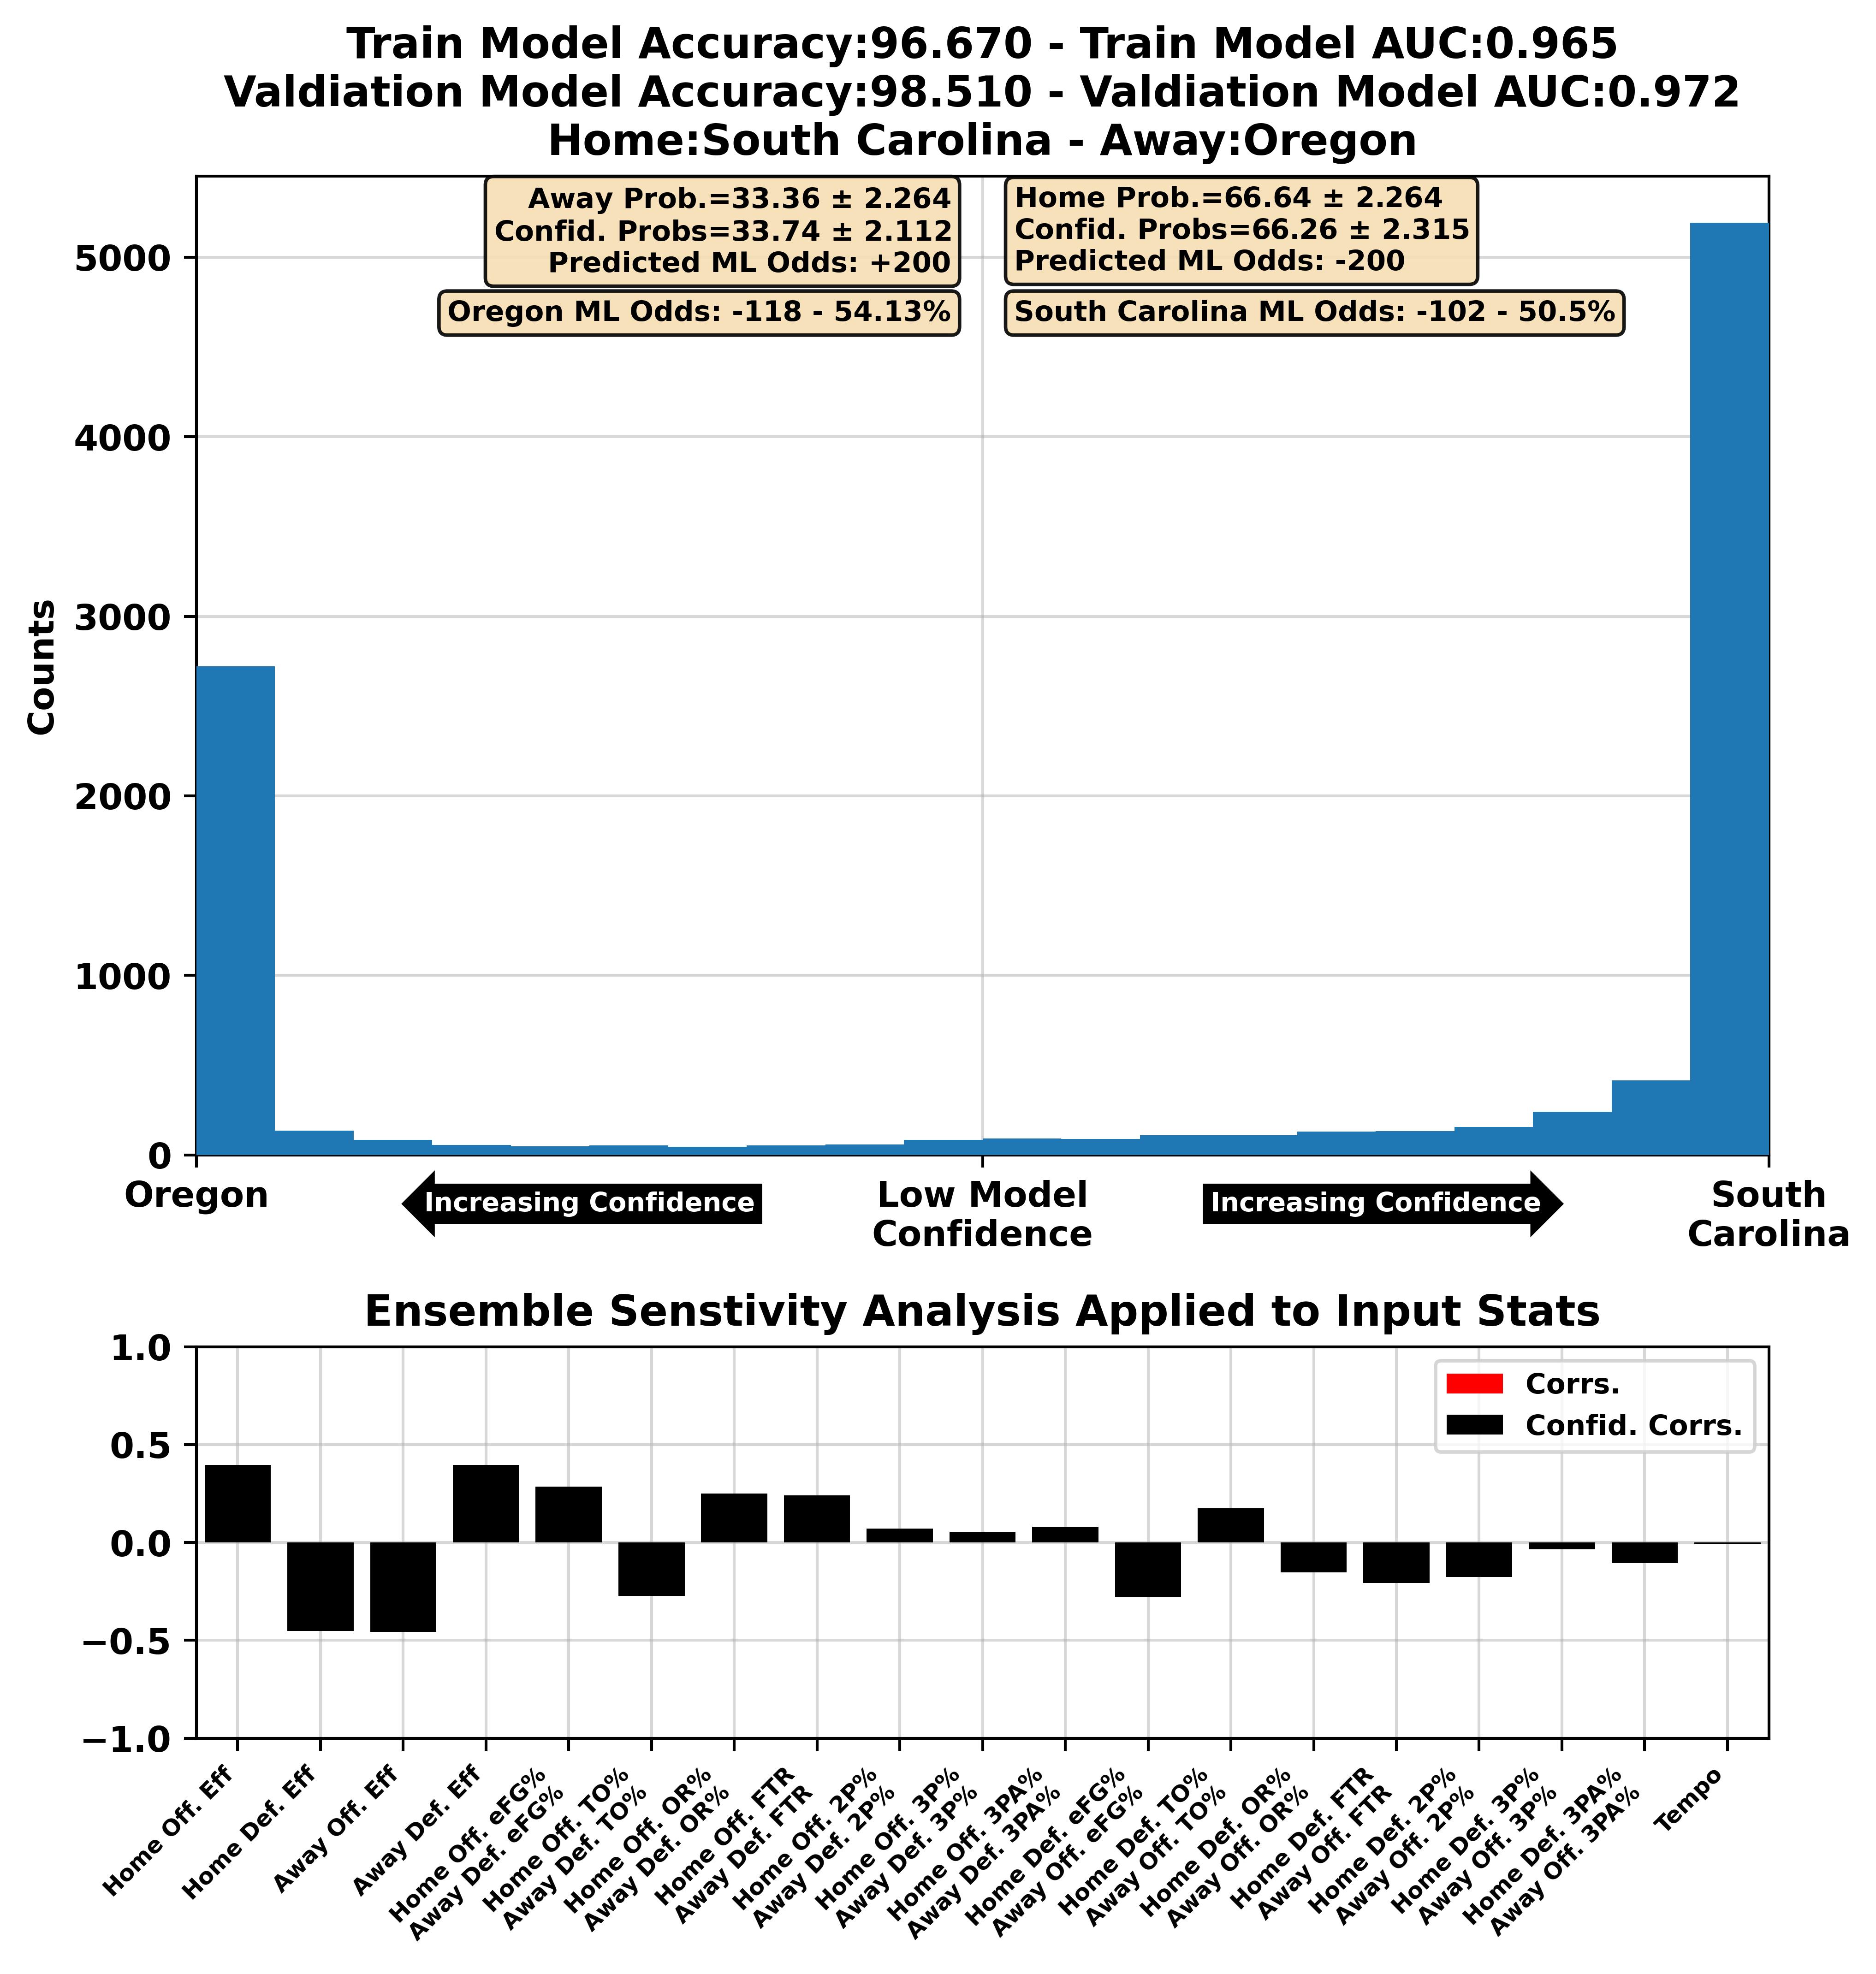 Train Model Accuracy:96.670 - Train Model AUC:0.965
Valdiation Model Accuracy:98.510 - Valdiation Model AUC:0.972
Home:South Carolina - Away:Oregon
Away Prob.=33.36 ± 2.264
Confid. Probs=33.74 ± 2.112
Predicted ML Odds: +200
Oregon ML Odds: -118 - 54.13%
Home Prob.=66.64 ± 2.264
Confid. Probs=66.26 ± 2.315
Predicted ML Odds: -200
South Carolina ML Odds: -102 - 50.5%
Counts
5000
4000
3000
2000
1000
0
Oregon
Increasing Confidence
Low Model
Confidence
Increasing Confidence
South
Carolina
Ensemble Senstivity Analysis Applied to Input Stats
1.0
0.5
0.0
−0.5
−1.0
Corrs.
Confid. Corrs.
Home Off. Eff
Home Def. Eff
Away Off. Eff
Away Def. Eff
Home Off. eFG%
Away Def. eFG%
Home Off. TO%
Away Def. TO%
Home Off. OR%
Away Def. OR%
Home Off. FTR
Away Def. FTR
Home Off. 2P%
Away Def. 2P%
Home Off. 3P%
Away Def. 3P%
Home Off. 3PA%
Away Def. 3PA%
Home Def. eFG%
Away Off. eFG%
Home Def. TO%
Away Off. TO%
Home Def. OR%
Away Off. OR%
Home Def. FTR
Away Off. FTR
Home Def. 2P%
Away Off. 2P%
Home Def. 3P%
Away Off. 3P%
Home Def. 3PA%
Away Off. 3PA%
Tempo